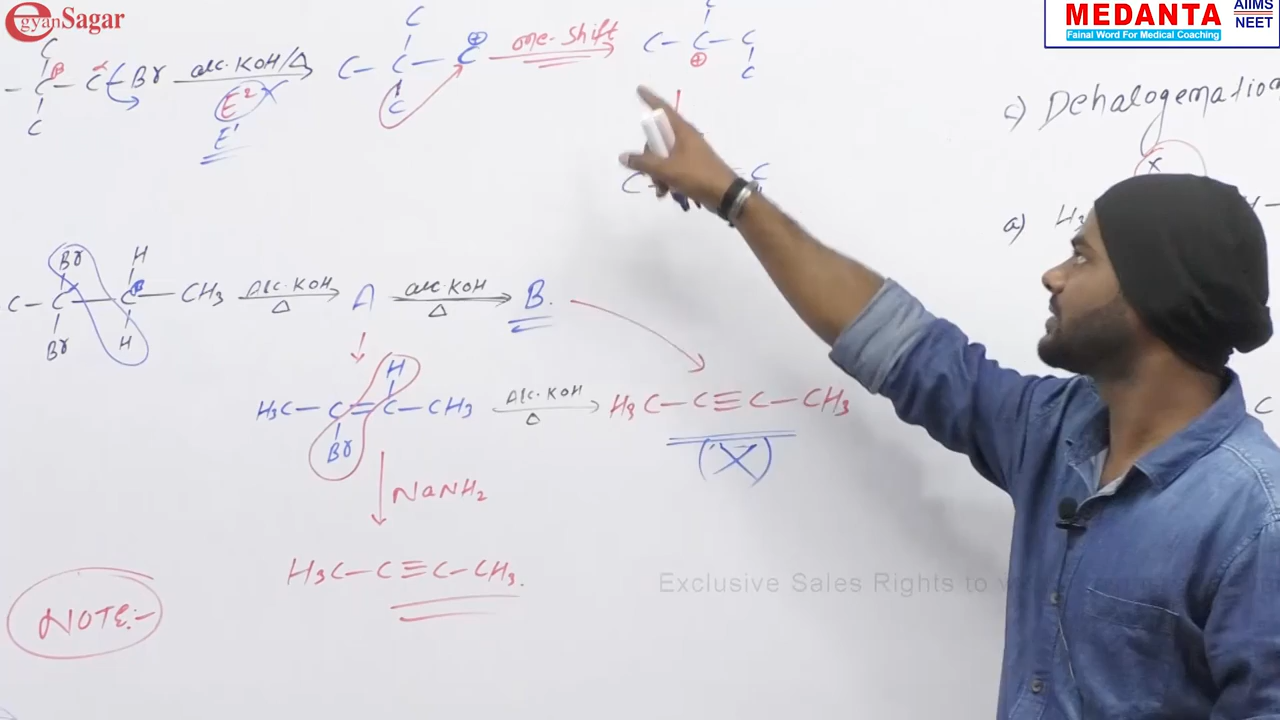 egyanSagar
MEDANTA
Fainal Word For Medical Coaching
AIIMS
NEET
C
C – C – C – Br
β α
C
alc. KOH/Δ
E²
E¹
C
C – C – C⊕
C
one-Shift
C – C – C
⊕
C
C
c) Dehalogenation
X
a) H₃
Br H
C – C – C – CH₃
β
Br H
Alc. KOH
Δ
A
alc. KOH
Δ
B.
H
H₃C – C = C – CH₃
Br
Alc. KOH
Δ
H₃C – C ≡ C – CH₃
(X)
C
NaNH₂
H₃C – C ≡ C – CH₃.
Exclusive Sales Rights to
NOTE:-